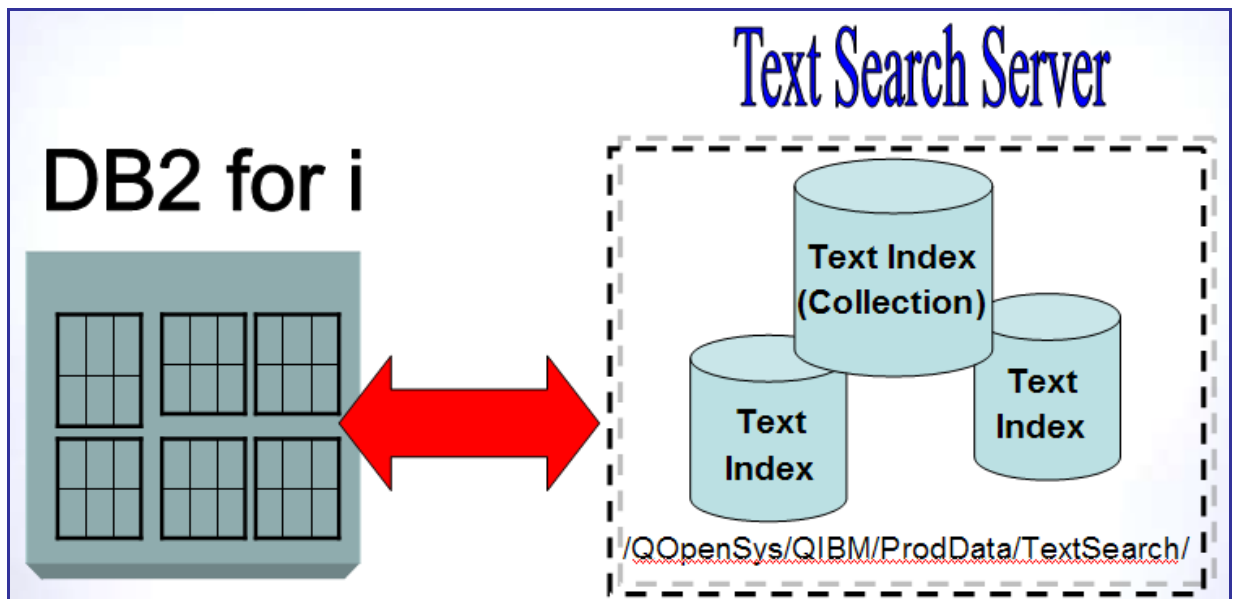 Text Search Server
DB2 for i
Text Index
(Collection)
Text
Index
Text
Index
/QOpenSys/QIBM/ProdData/TextSearch/